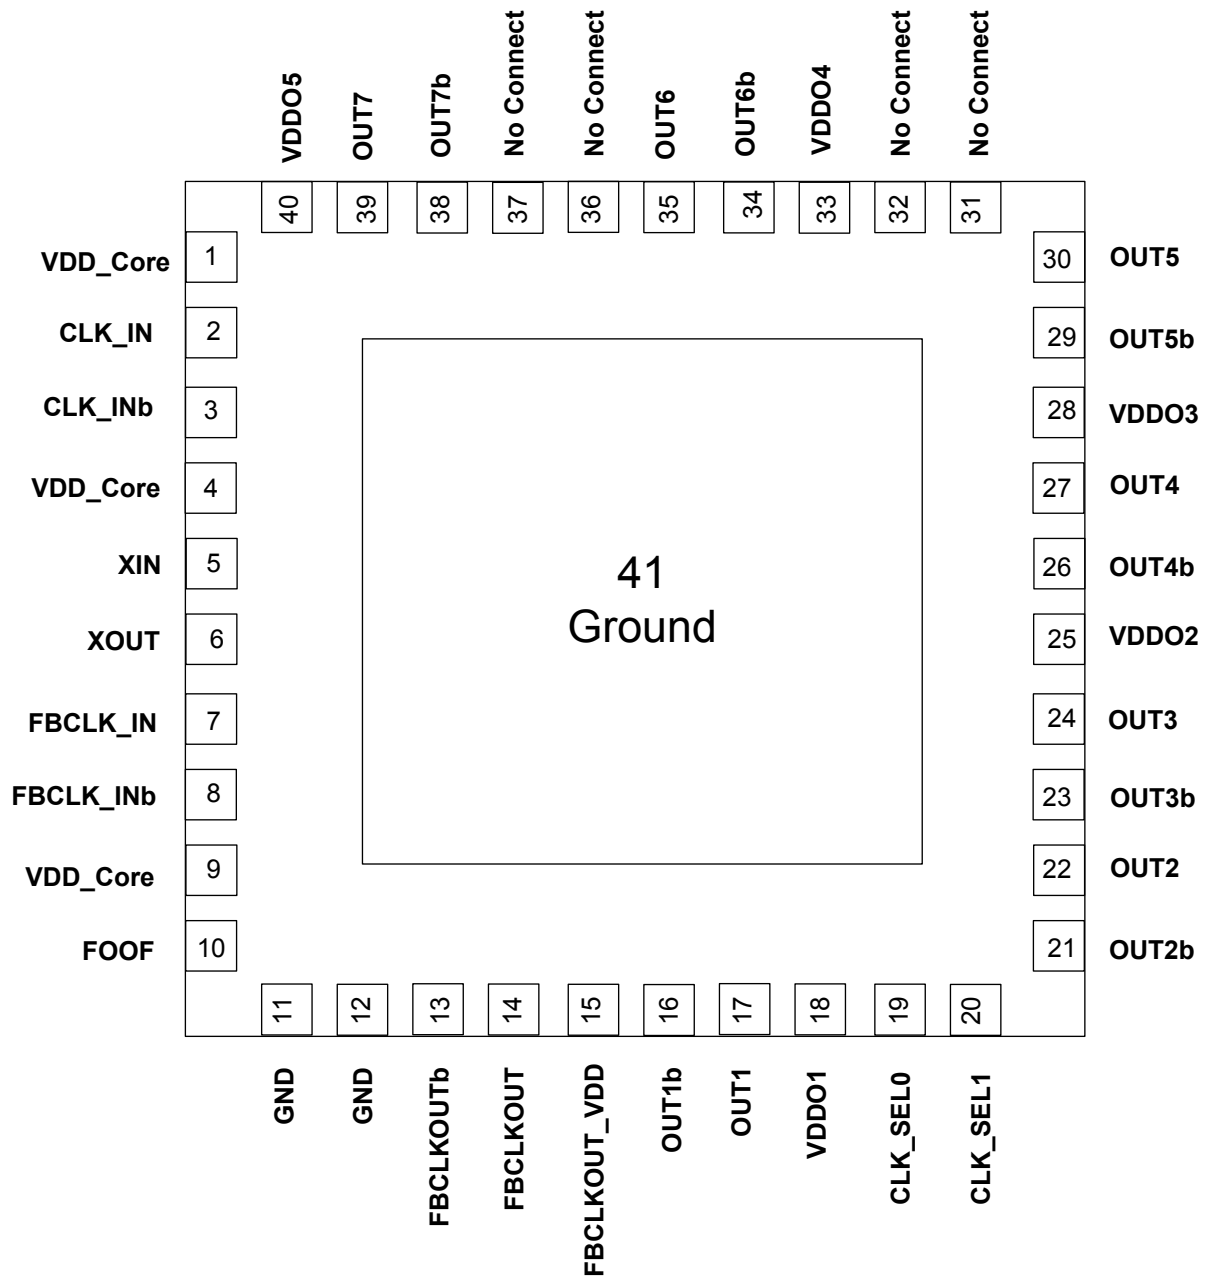 VDDO5
OUT7
OUT7b
No Connect
No Connect
OUT6
OUT6b
VDDO4
No Connect
No Connect
40
39
38
37
36
35
34
33
32
31
VDD_Core 1
CLK_IN 2
CLK_INb 3
VDD_Core 4
XIN 5
XOUT 6
FBCLK_IN 7
FBCLK_INb 8
VDD_Core 9
FOOF 10
41
Ground
30 OUT5
29 OUT5b
28 VDDO3
27 OUT4
26 OUT4b
25 VDDO2
24 OUT3
23 OUT3b
22 OUT2
21 OUT2b
11
12
13
14
15
16
17
18
19
20
GND
GND
FBCLKOUTb
FBCLKOUT
FBCLKOUT_VDD
OUT1b
OUT1
VDDO1
CLK_SEL0
CLK_SEL1